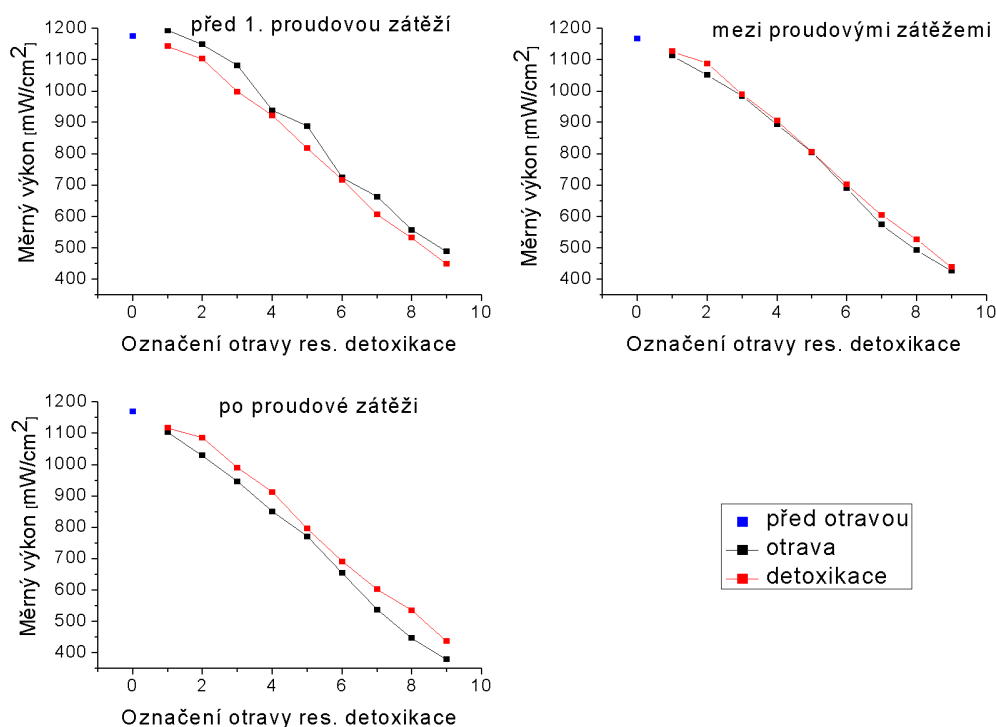 před 1. proudovou zátěží
Měrný výkon [mW/cm2]
1200
1100
1000
900
800
700
600
500
400
0 2 4 6 8 10
Označení otravy res. detoxikace
mezi proudovými zátěžemi
Měrný výkon [mW/cm2]
1200
1100
1000
900
800
700
600
500
400
0 2 4 6 8 10
Označení otravy res. detoxikace
po proudové zátěži
Měrný výkon [mW/cm2]
1200
1100
1000
900
800
700
600
500
400
0 2 4 6 8 10
Označení otravy res. detoxikace
před otravou
otrava
detoxikace